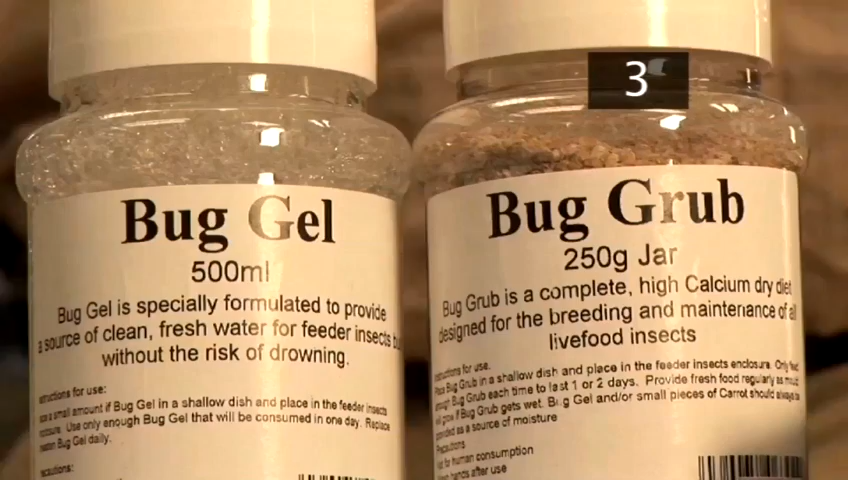 3
Bug Gel
500ml
Bug Gel is specially formulated to provide
a source of clean, fresh water for feeder insects
without the risk of drowning.
for use:
a small amount if Bug Gel in a shallow dish and place in the feeder insects
Use only enough Bug Gel that will be consumed in one day. Replace
Bug Gel daily.
Bug Grub
250g Jar
Bug Grub is a complete, high Calcium dry diet
designed for the breeding and maintenance of all
livefood insects
for use.
Place Bug Grub in a shallow dish and place in the feeder insects enclosure. Only feed
enough Bug Grub each time to last 1 or 2 days. Provide fresh food regularly as mould
will grow if Bug Grub gets wet. Bug Gel and/or small pieces of Carrot should always be
provided as a source of moisture
Precautions
Not for human consumption
Wash hands after use